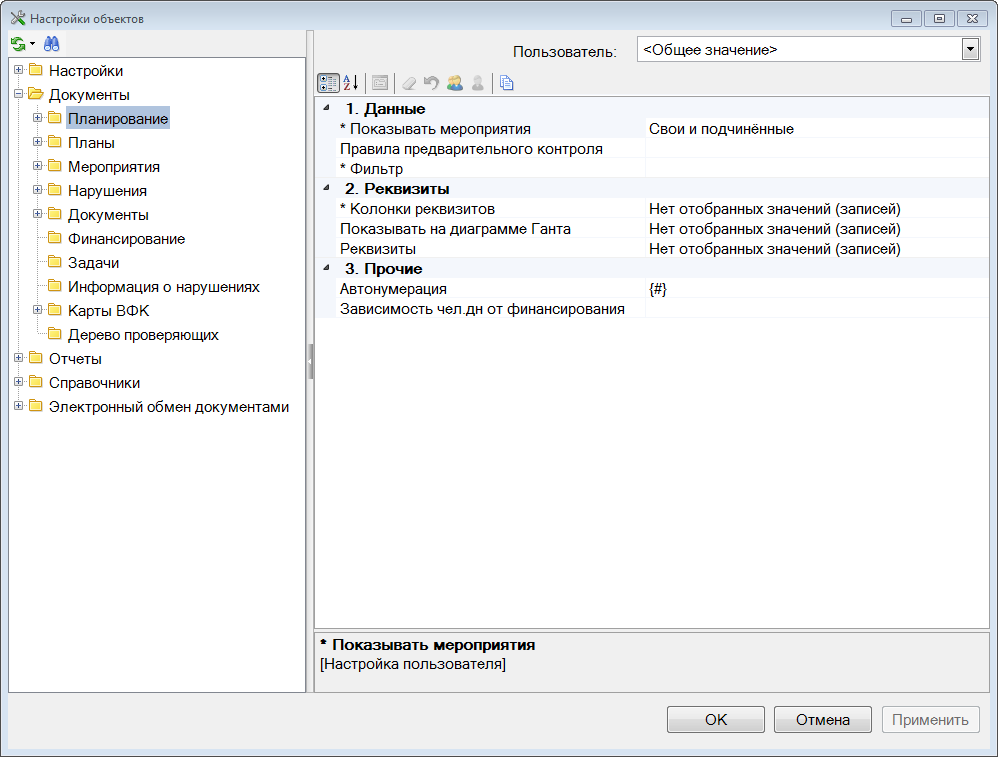 Настройки объектов
Пользователь: <Общее значение>
Настройки
Документы
Планирование
Планы
Мероприятия
Нарушения
Документы
Финансирование
Задачи
Информация о нарушениях
Карты ВФК
Дерево проверяющих
Отчеты
Справочники
Электронный обмен документами
1. Данные
* Показывать мероприятия Свои и подчинённые
Правила предварительного контроля
* Фильтр
2. Реквизиты
* Колонки реквизитов Нет отобранных значений (записей)
Показывать на диаграмме Ганта Нет отобранных значений (записей)
Реквизиты Нет отобранных значений (записей)
3. Прочие
Автонумерация {#}
Зависимость чел.дн от финансирования
* Показывать мероприятия
[Настройка пользователя]
OK Отмена Применить